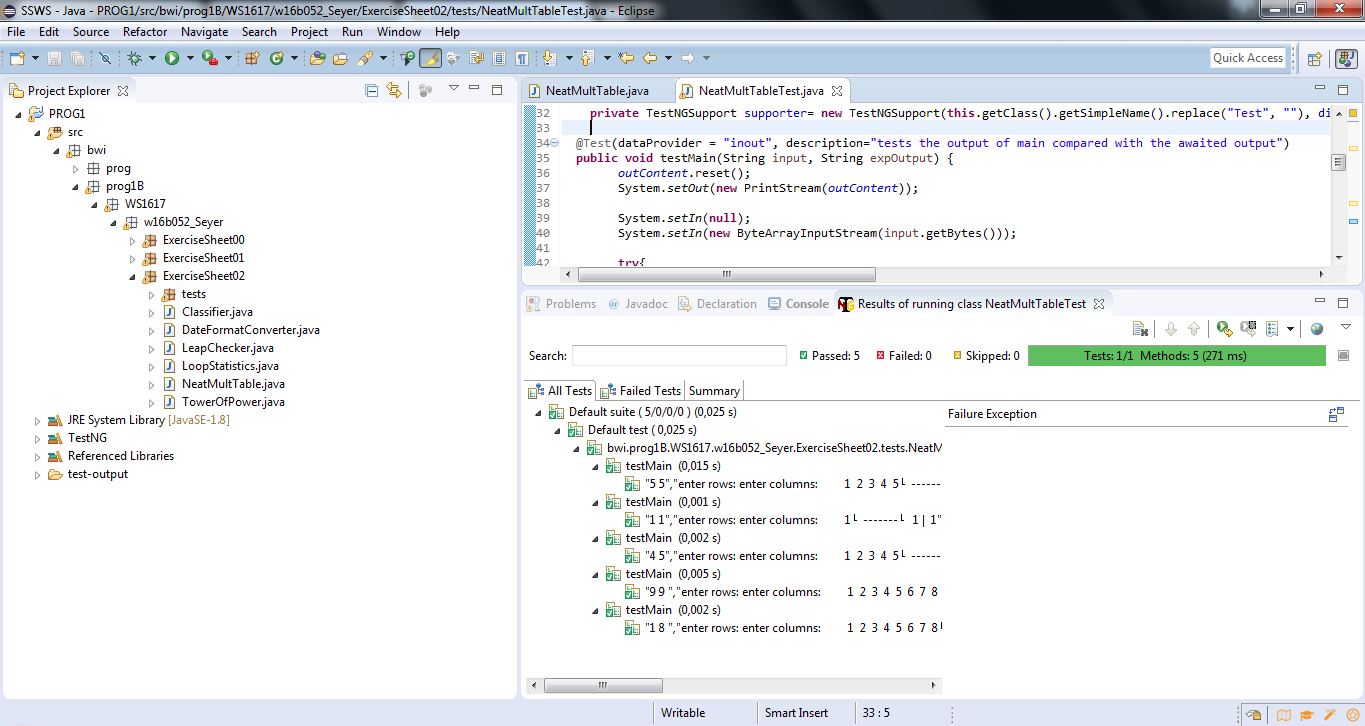 SSWS - Java - PROG1/src/bwi/prog1B/WS1617/w16b052_Seyer/ExerciseSheet02/tests/NeatMultTableTest.java - Eclipse
File Edit Source Refactor Navigate Search Project Run Window Help
Quick Access
Project Explorer
PROG1
src
bwi
prog
prog1B
WS1617
w16b052_Seyer
ExerciseSheet00
ExerciseSheet01
ExerciseSheet02
tests
Classifier.java
DateFormatConverter.java
LeapChecker.java
LoopStatistics.java
NeatMultTable.java
TowerOfPower.java
JRE System Library [JavaSE-1.8]
TestNG
Referenced Libraries
test-output
NeatMultTable.java NeatMultTableTest.java
32 private TestNGSupport supporter= new TestNGSupport(this.getClass().getSimpleName().replace("Test", ""), di
33
34 @Test(dataProvider = "inout", description="tests the output of main compared with the awaited output")
35 public void testMain(String input, String expOutput) {
36 outContent.reset();
37 System.setOut(new PrintStream(outContent));
38
39 System.setIn(null);
40 System.setIn(new ByteArrayInputStream(input.getBytes()));
41
42 try{
Problems @ Javadoc Declaration Console Results of running class NeatMultTableTest
Search: Passed: 5 Failed: 0 Skipped: 0 Tests: 1/1 Methods: 5 (271 ms)
All Tests Failed Tests Summary
Default suite ( 5/0/0/0 ) (0,025 s)
Failure Exception
Default test ( 0,025 s)
bwi.prog1B.WS1617.w16b052_Seyer.ExerciseSheet02.tests.NeatM
testMain (0,015 s)
"5 5","enter rows: enter columns: 1 2 3 4 5└ ------
testMain (0,001 s)
"1 1","enter rows: enter columns: 1└ -------└ 1 | 1"
testMain (0,002 s)
"4 5","enter rows: enter columns: 1 2 3 4 5└ ------
testMain (0,005 s)
"9 9 ","enter rows: enter columns: 1 2 3 4 5 6 7 8
testMain (0,002 s)
"1 8 ","enter rows: enter columns: 1 2 3 4 5 6 7 8└
Writable Smart Insert 33 : 5